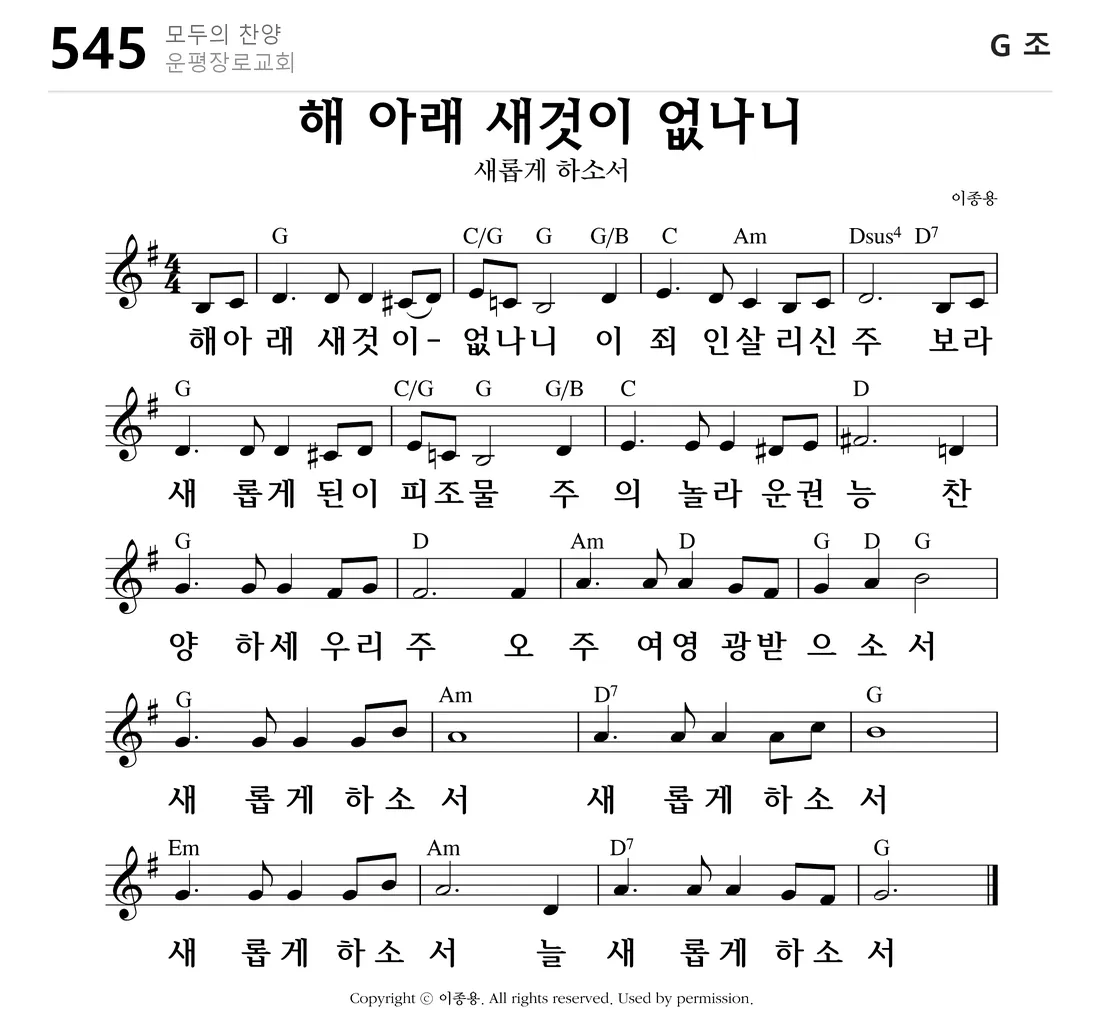 545
모두의 찬양
운평장로교회
G 조
해 아래 새것이 없나니
새롭게 하소서
이종용
G C/G G G/B C Am Dsus4 D7
4
4
해아 래 새것 이- 없나니 이 죄 인살 리신 주 보라
G C/G G G/B C D
새 롭게 된이 피조물 주 의 놀라 운권 능 찬
G D Am D G D G
양 하세 우리 주 오 주 여영 광받 으 소 서
G Am D7 G
새 롭게 하소 서 새 롭게 하소 서
Em Am D7 G
새 롭게 하소 서 늘 새 롭게 하소 서
Copyright ⓒ 이종용. All rights reserved. Used by permission.